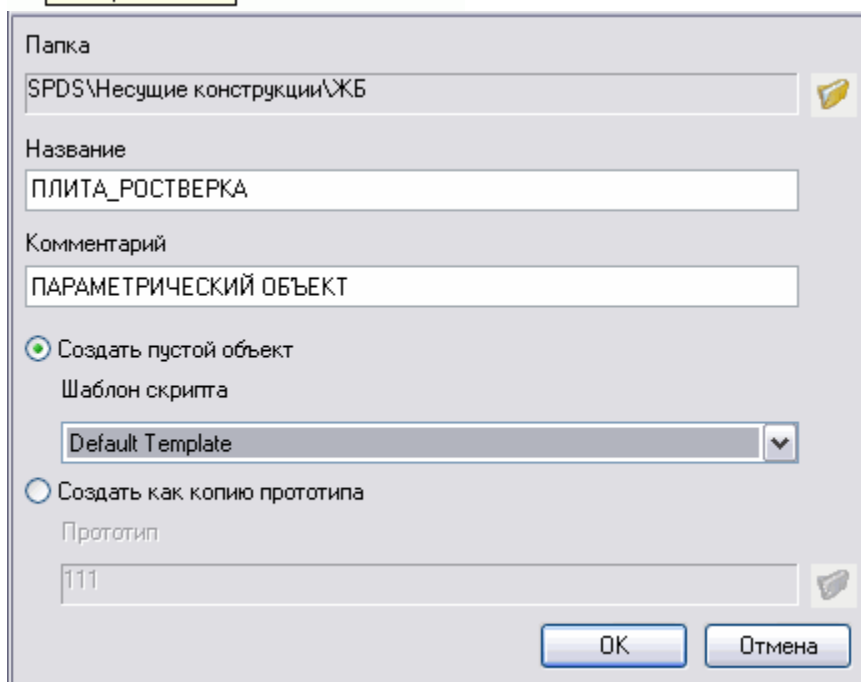 Папка
SPDS\Несущие конструкции\ЖБ
Название
ПЛИТА_РОСТВЕРКА
Комментарий
ПАРАМЕТРИЧЕСКИЙ ОБЪЕКТ
Создать пустой объект
Шаблон скрипта
Default Template
Создать как копию прототипа
Прототип
111
OK
Отмена